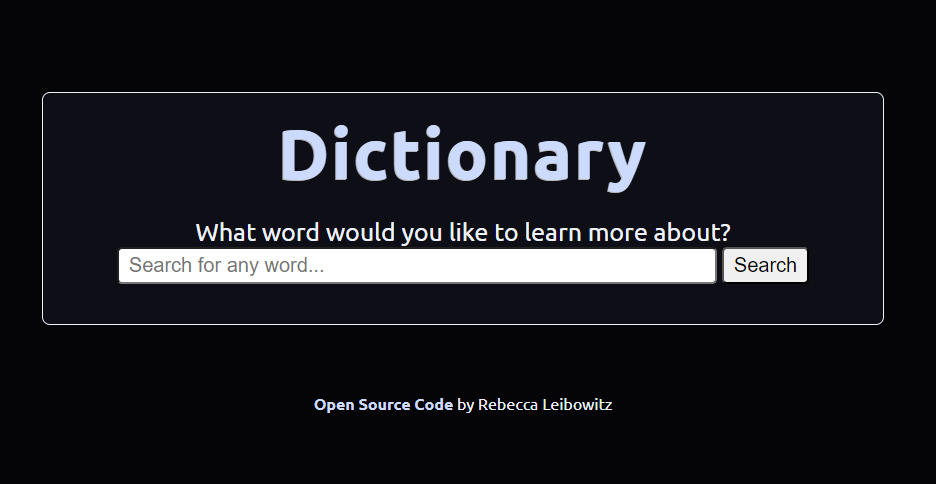 Dictionary
What word would you like to learn more about?
Search for any word... Search
Open Source Code by Rebecca Leibowitz